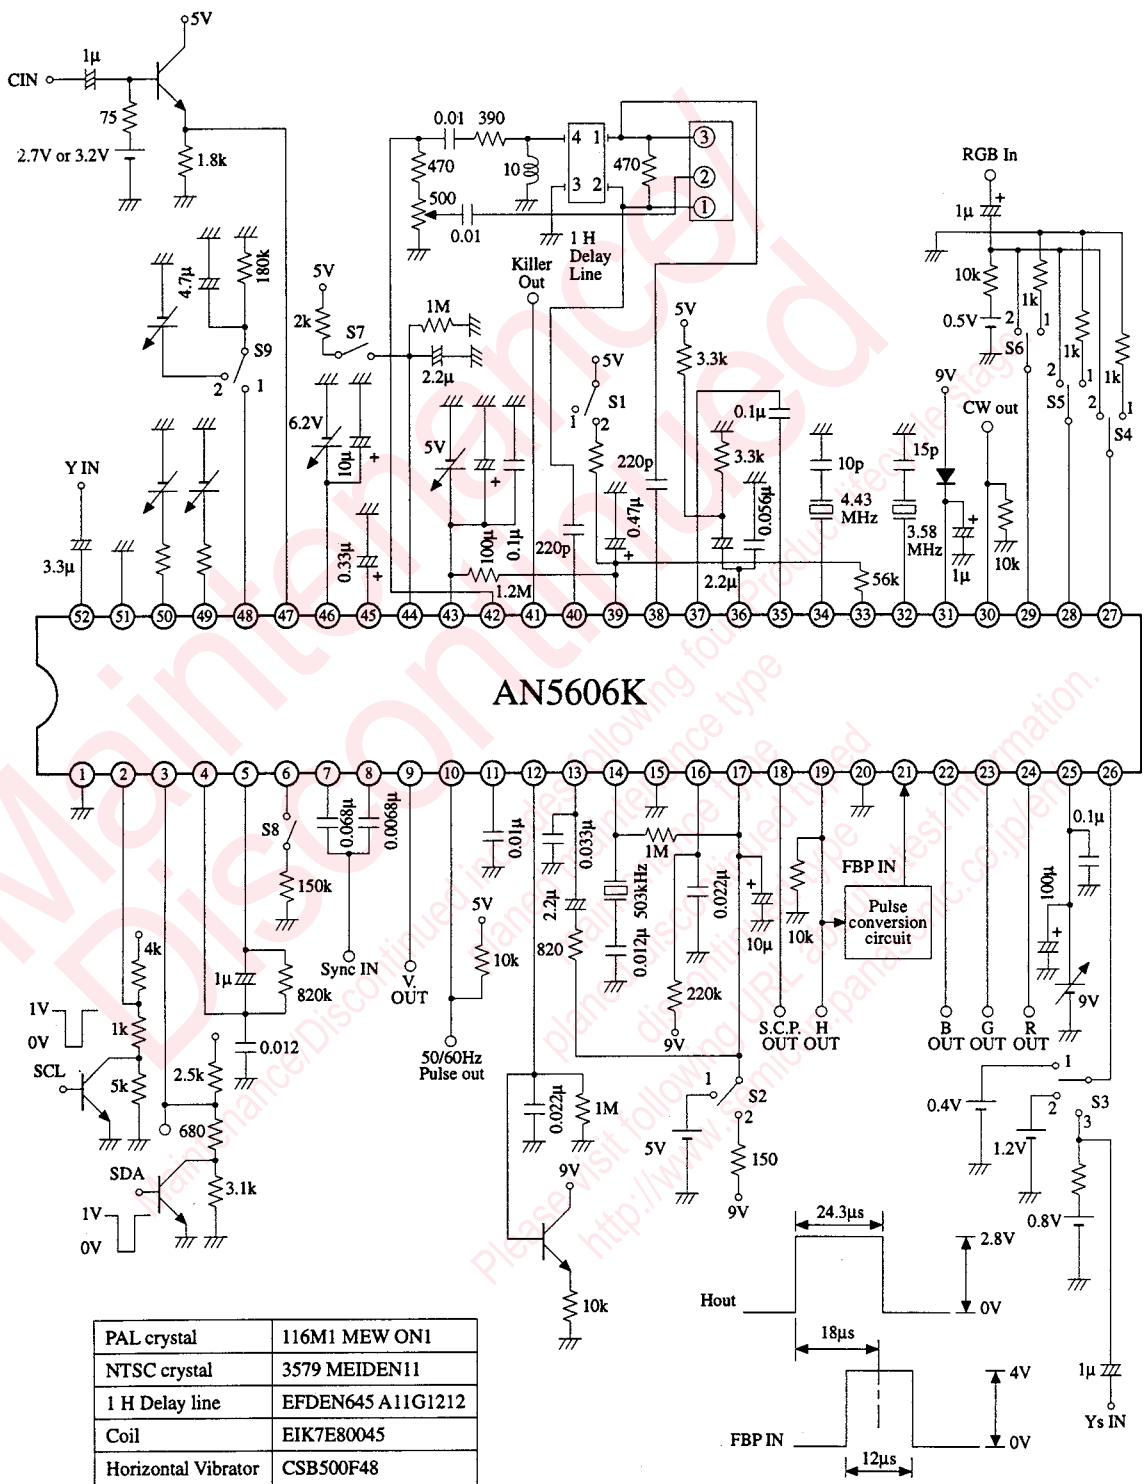 5V
1μ
CIN
75
2.7V or 3.2V
1.8k
0.01
390
4 1
3 2
470
10
470
500
0.01
3
2
1
1 H
Delay
Line
RGB In
1μ
10k
0.5V
1k
2
1
S6
1k
2
1
S5
1k
2
1
S4
4.7μ
180k
S9
2
1
5V
2k
S7
1M
2.2μ
Killer
Out
5V
S1
1
2
5V
3.3k
0.1μ
3.3k
9V
CW out
Y IN
3.3μ
6.2V
10μ
0.33μ
5V
100μ
0.1μ
1.2M
220p
0.47μ
220p
2.2μ
0.056μ
10p
4.43
MHz
56k
15p
3.58
MHz
1μ
10k
52 51 50 49 48 47 46 45 44 43 42 41 40 39 38 37 36 35 34 33 32 31 30 29 28 27
AN5606K
1 2 3 4 5 6 7 8 9 10 11 12 13 14 15 16 17 18 19 20 21 22 23 24 25 26
S8
150k
0.068μ
0.0068μ
Sync IN
V.
OUT
5V
10k
50/60Hz
Pulse out
0.01μ
0.033μ
2.2μ
820
503kHz
0.012μ
1M
0.022μ
220k
9V
10μ
10k
S.C.P.
OUT
H
OUT
FBP IN
Pulse
conversion
circuit
B
OUT
G
OUT
R
OUT
0.1μ
100μ
9V
4k
1V
0V
1k
SCL
5k
1μ
820k
0.012
2.5k
680
SDA
1V
0V
3.1k
0.022μ
1M
9V
10k
1
S2
2
5V
150
9V
1
S3
2
3
0.4V
1.2V
0.8V
1μ
Ys IN
24.3μs
2.8V
Hout
0V
18μs
4V
FBP IN
0V
12μs
PAL crystal 116M1 MEW ON1
NTSC crystal 3579 MEIDEN11
1 H Delay line EFDEN645 A11G1212
Coil EIK7E80045
Horizontal Vibrator CSB500F48
Maintenance/
Discontinued